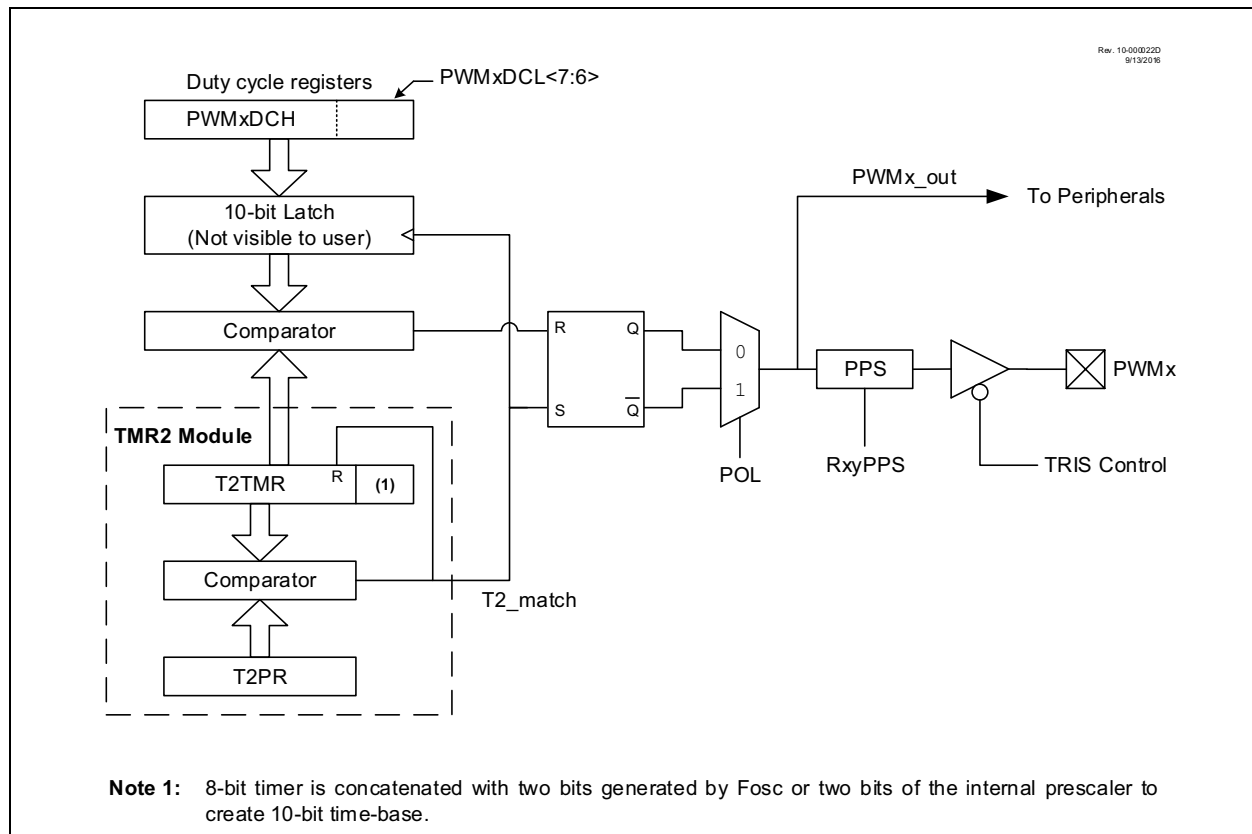 Rev. 10-000022D
9/13/2016
Duty cycle registers
PWMxDCL<7:6>
PWMxDCH
10-bit Latch
(Not visible to user)
Comparator
PWMx_out
To Peripherals
R
Q
S
Q
0
1
POL
PPS
RxyPPS
PWMx
TRIS Control
TMR2 Module
T2TMR
R
(1)
Comparator
T2_match
T2PR
Note 1: 8-bit timer is concatenated with two bits generated by Fosc or two bits of the internal prescaler to
create 10-bit time-base.